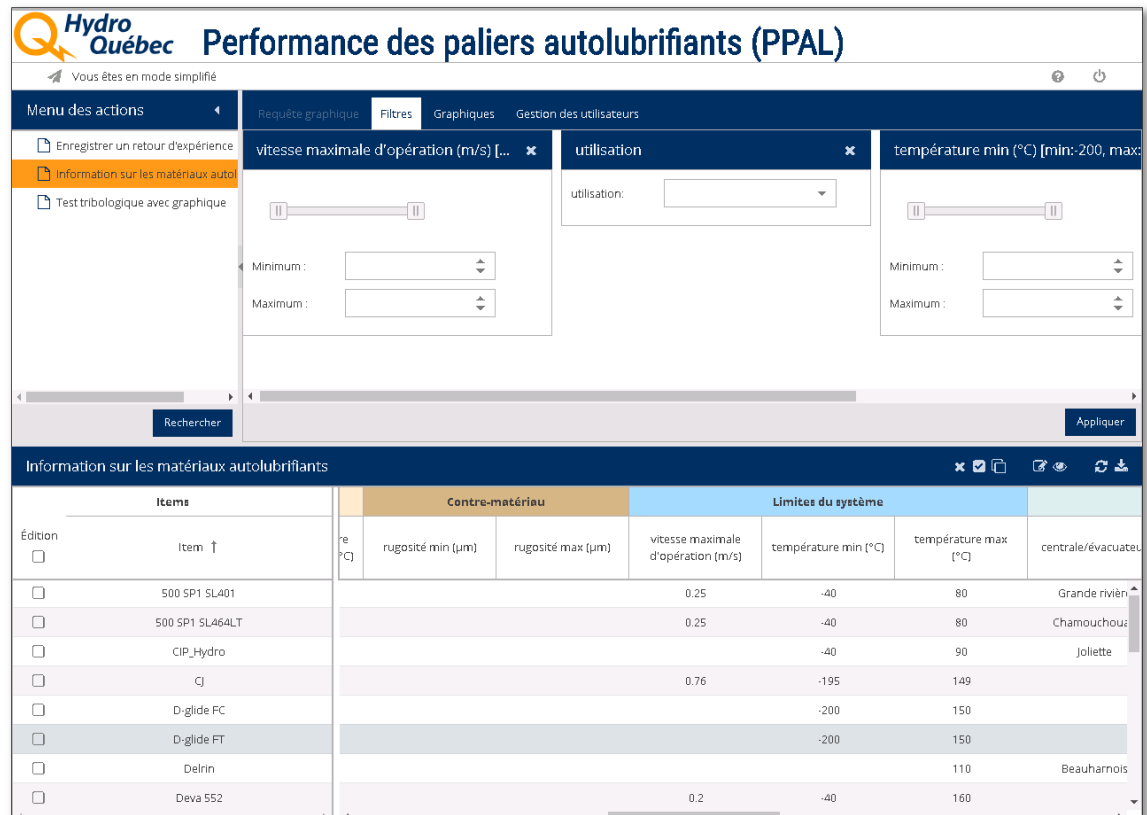 Hydro
Québec
Performance des paliers autolubrifiants (PPAL)
Vous êtes en mode simplifié
Menu des actions
Requête graphique Filtres Graphiques Gestion des utilisateurs
Enregistrer un retour d'expérience
Information sur les matériaux autol
Test tribologique avec graphique
vitesse maximale d'opération (m/s) [...
utilisation
température min (°C) [min:-200, max:
utilisation:
Minimum :
Maximum :
Minimum :
Maximum :
Rechercher
Appliquer
Information sur les matériaux autolubrifiants
Items Contre-matériau Limites du système
Édition Item ↑ re °C) rugosité min (µm) rugosité max (µm) vitesse maximale d'opération (m/s) température min (°C) température max (°C) centrale/évacuateu
500 SP1 SL401 0.25 -40 80 Grande rivièr
500 SP1 SL464LT 0.25 -40 80 Chamouchoua
CIP_Hydro -40 90 Joliette
CJ 0.76 -195 149
D-glide FC -200 150
D-glide FT -200 150
Delrin 110 Beauharnois
Deva 552 0.2 -40 160